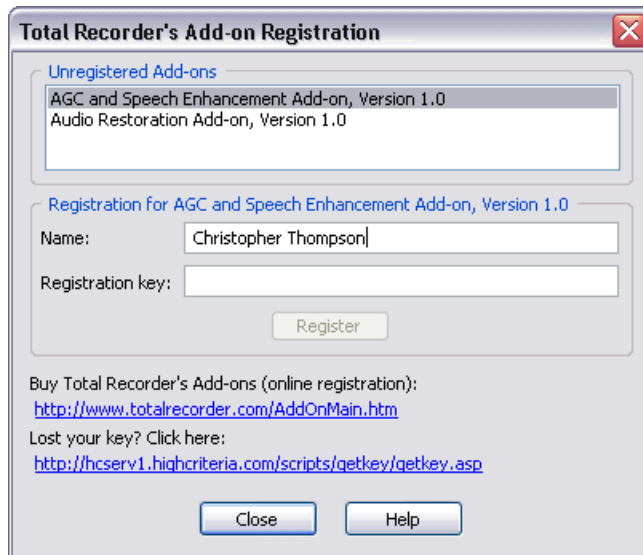 Total Recorder's Add-on Registration
Unregistered Add-ons
AGC and Speech Enhancement Add-on, Version 1.0
Audio Restoration Add-on, Version 1.0
Registration for AGC and Speech Enhancement Add-on, Version 1.0
Name: Christopher Thompson
Registration key:
Register
Buy Total Recorder's Add-ons (online registration):
http://www.totalrecorder.com/AddOnMain.htm
Lost your key? Click here:
http://hcserv1.highcriteria.com/scripts/getkey/getkey.asp
Close Help